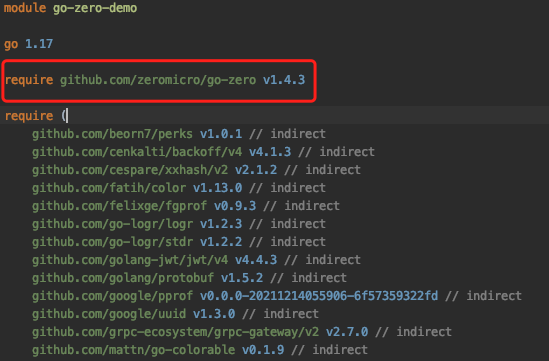 module go-zero-demo
go 1.17
require github.com/zeromicro/go-zero v1.4.3
require (
github.com/beorn7/perks v1.0.1 // indirect
github.com/cenkalti/backoff/v4 v4.1.3 // indirect
github.com/cespare/xxhash/v2 v2.1.2 // indirect
github.com/fatih/color v1.13.0 // indirect
github.com/felixge/fgprof v0.9.3 // indirect
github.com/go-logr/logr v1.2.3 // indirect
github.com/go-logr/stdr v1.2.2 // indirect
github.com/golang-jwt/jwt/v4 v4.4.3 // indirect
github.com/golang/protobuf v1.5.2 // indirect
github.com/google/pprof v0.0.0-20211214055906-6f57359322fd // indirect
github.com/google/uuid v1.3.0 // indirect
github.com/grpc-ecosystem/grpc-gateway/v2 v2.7.0 // indirect
github.com/mattn/go-colorable v0.1.9 // indirect